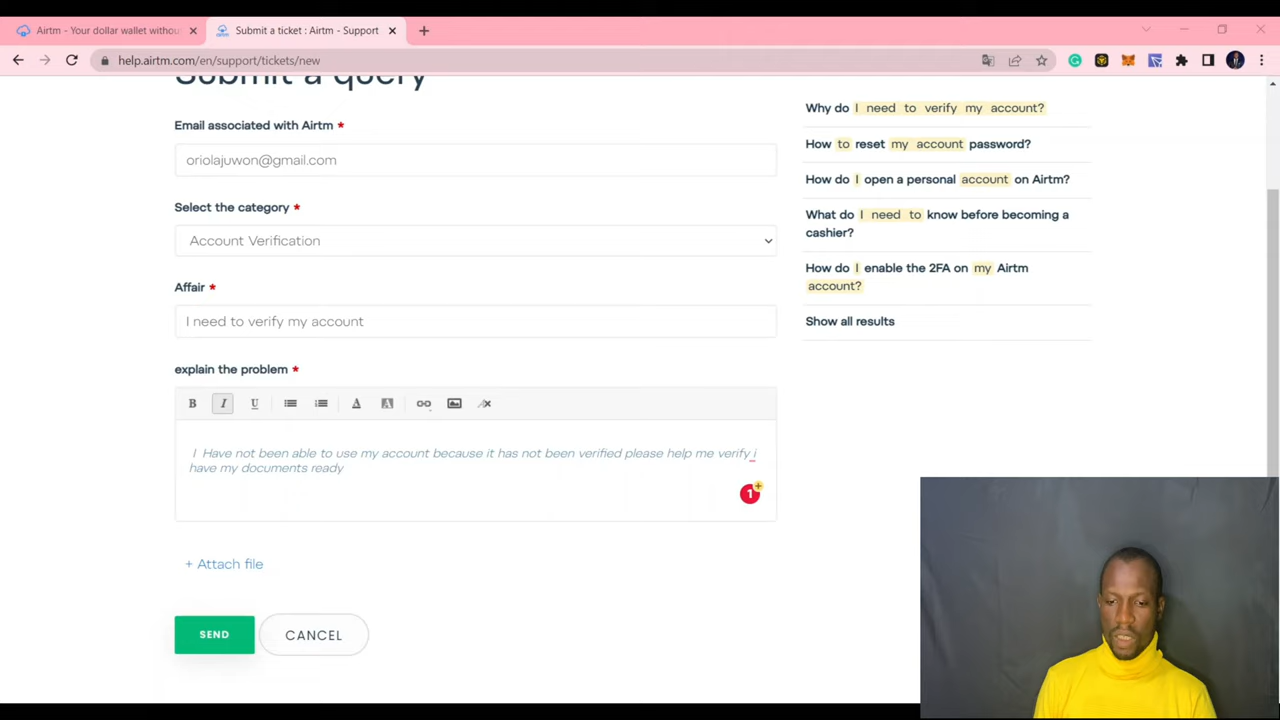 Airtm - Your dollar wallet withou
Submit a ticket : Airtm - Support
help.airtm.com/en/support/tickets/new
Submit a query
Email associated with Airtm *
oriolajuwon@gmail.com
Select the category *
Account Verification
Affair *
I need to verify my account
explain the problem *
B I U
I Have not been able to use my account because it has not been verified please help me verify i
have my documents ready
1
+ Attach file
SEND CANCEL
Why do I need to verify my account?
How to reset my account password?
How do I open a personal account on Airtm?
What do I need to know before becoming a
cashier?
How do I enable the 2FA on my Airtm
account?
Show all results